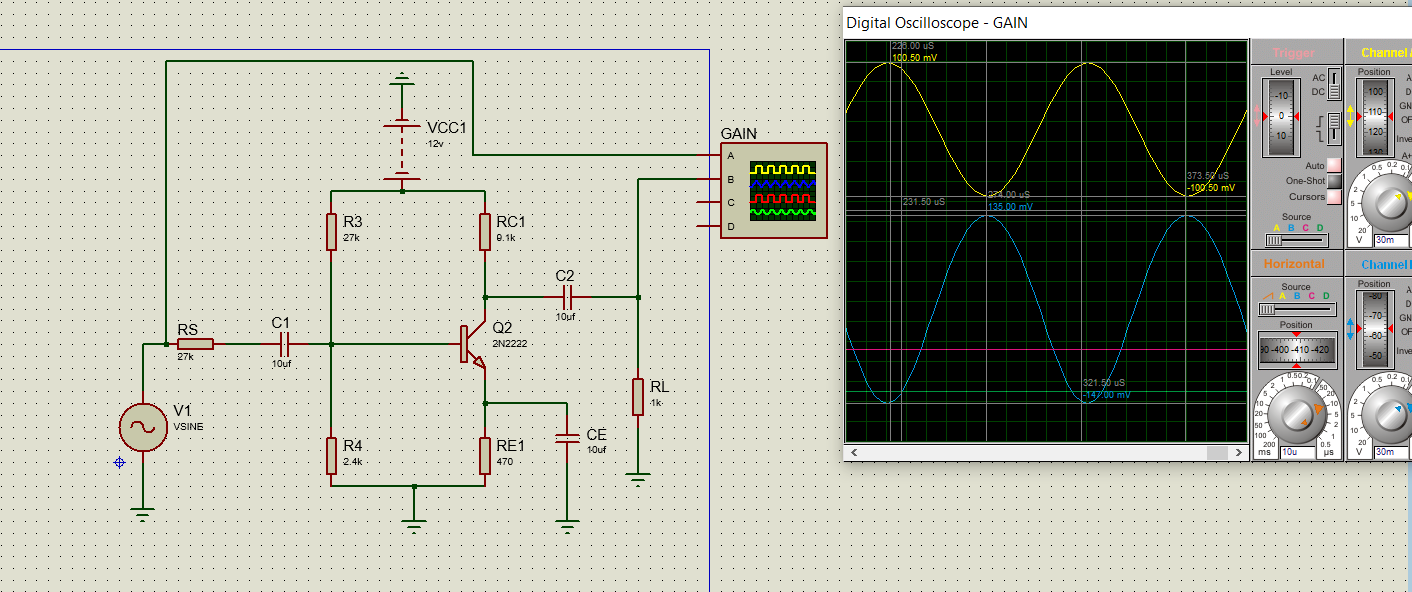 VCC1
12v
R3
27k
RC1
9.1k
C2
10uf
RS
27k
C1
10uf
Q2
2N2222
V1
VSINE
R4
2.4k
RE1
470
CE
10uf
RL
1k
GAIN
A
B
C
D
Digital Oscilloscope - GAIN
226.00 uS
100.50 mV
373.50 uS
-100.50 mV
231.50 uS
274.00 uS
135.00 mV
321.50 uS
-147.00 mV
Trigger
Level
-10
0
10
AC
DC
Auto
One-Shot
Cursors
Source
A B C D
Horizontal
Source
A B C D
Position
90 -400 -410 -420
ms
10u
µs
Channel
Position
100
110
120
130
V
30m
Channel
Position
-80
-70
-60
-50
V
30m